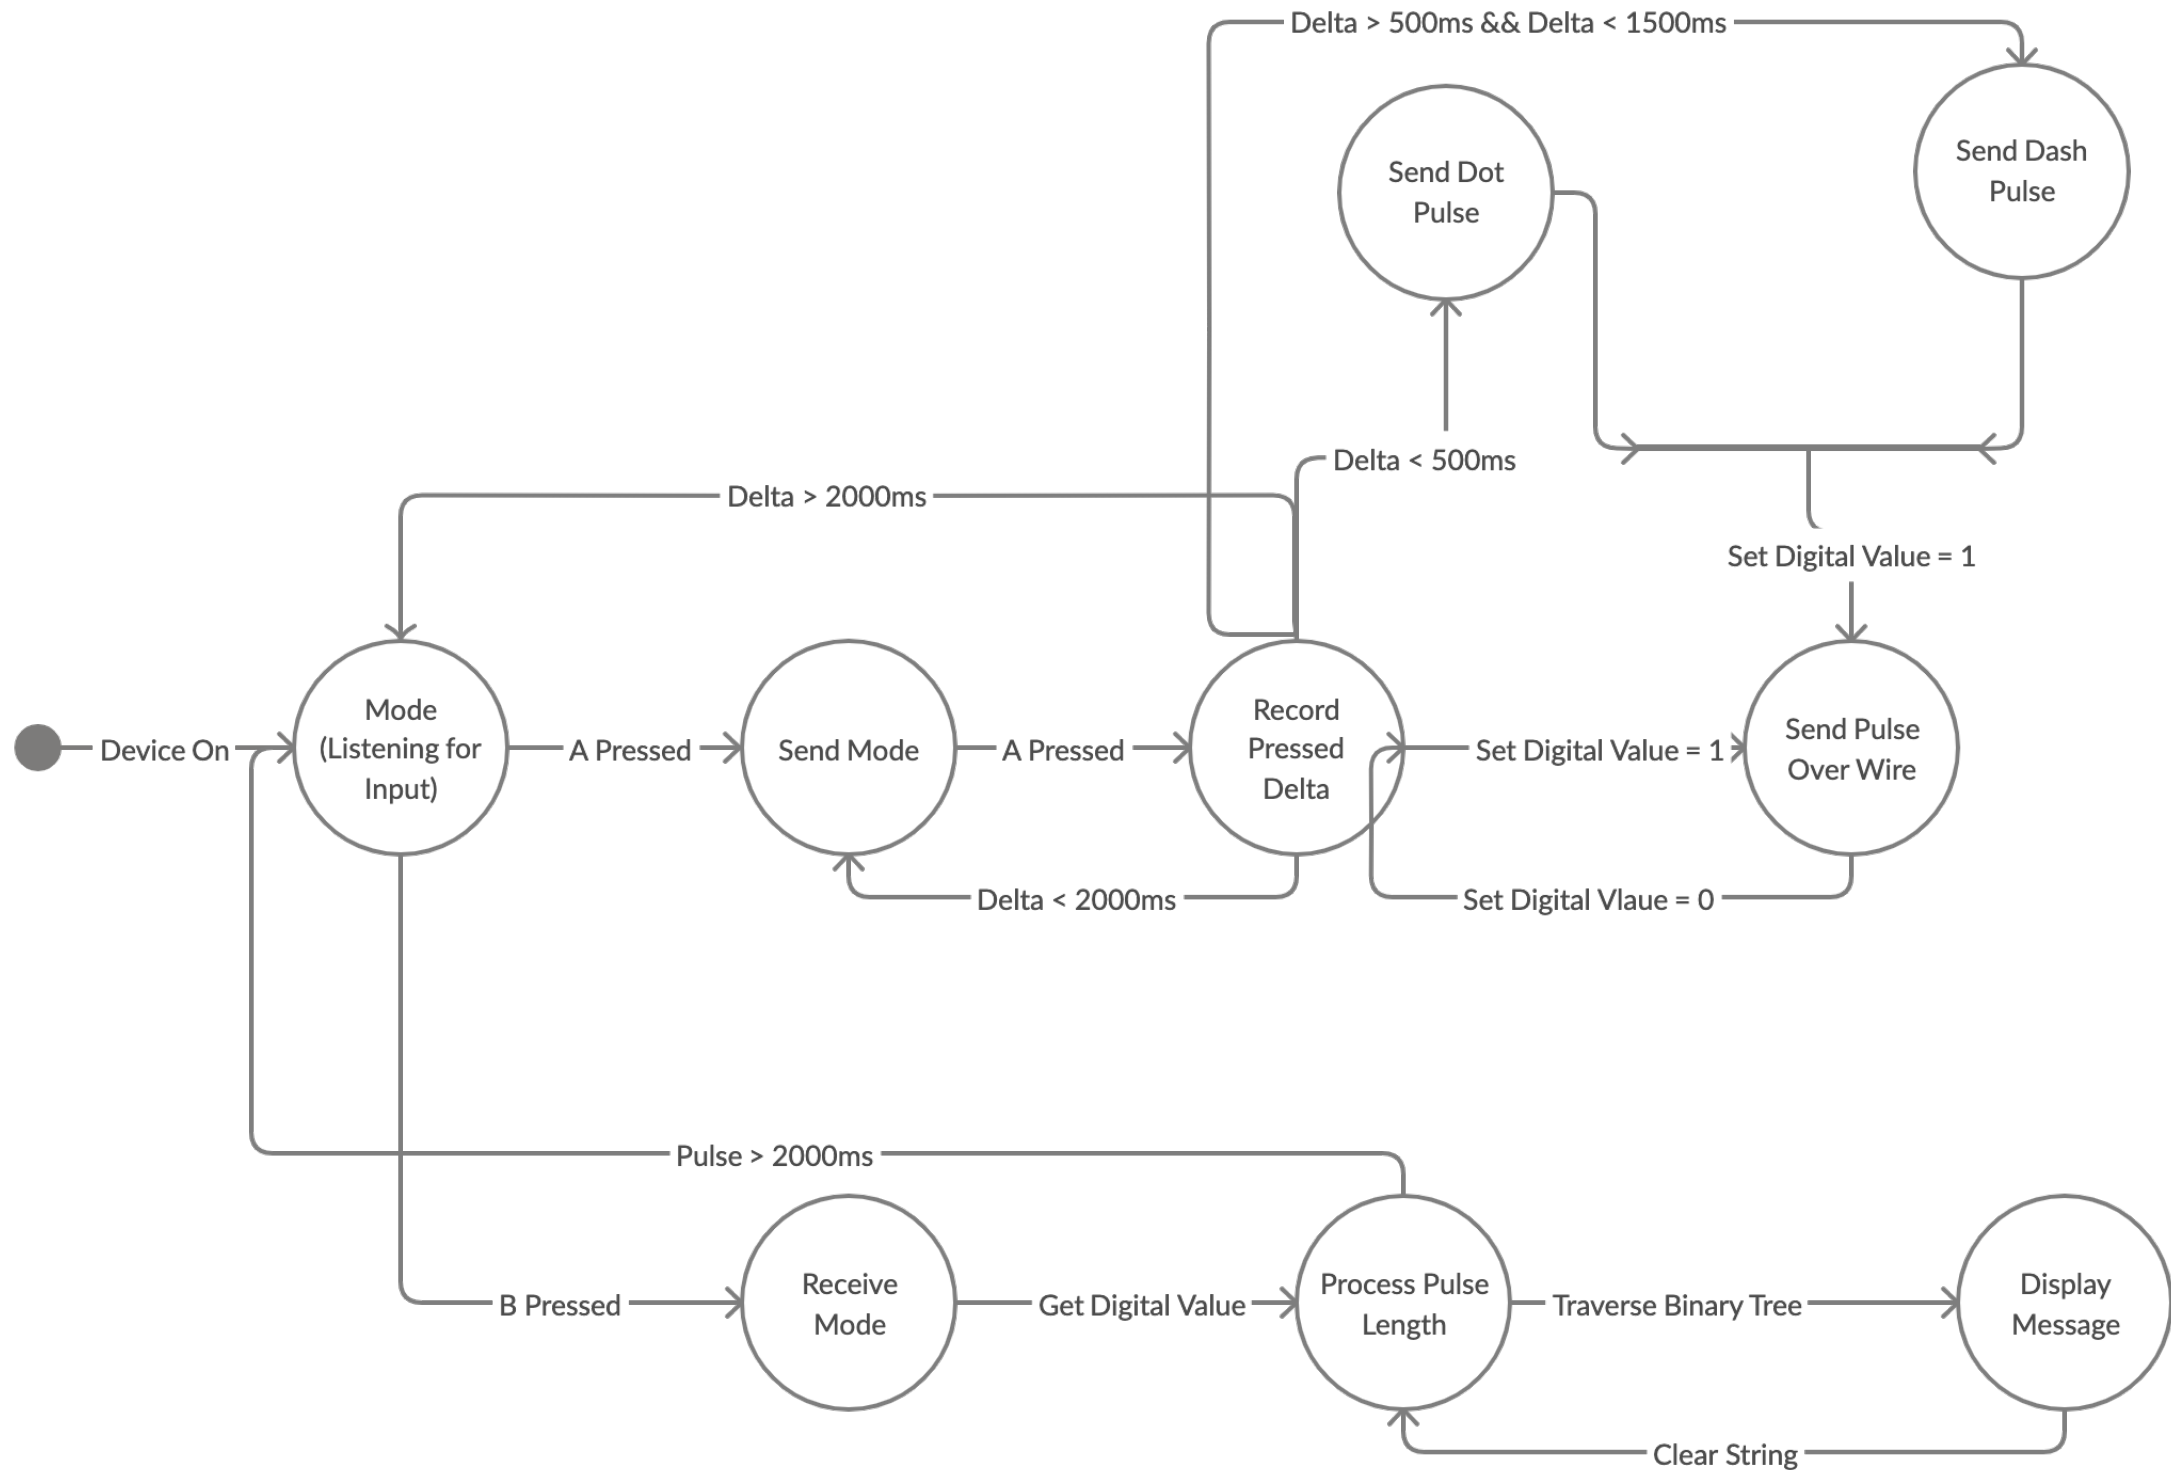 Delta > 500ms && Delta < 1500ms
Send Dot
Pulse
Send Dash
Pulse
Delta < 500ms
Delta > 2000ms
Set Digital Value = 1
Device On
Mode
(Listening for
Input)
A Pressed
Send Mode
A Pressed
Record
Pressed
Delta
Set Digital Value = 1
Send Pulse
Over Wire
Delta < 2000ms
Set Digital Vlaue = 0
Pulse > 2000ms
B Pressed
Receive
Mode
Get Digital Value
Process Pulse
Length
Traverse Binary Tree
Display
Message
Clear String